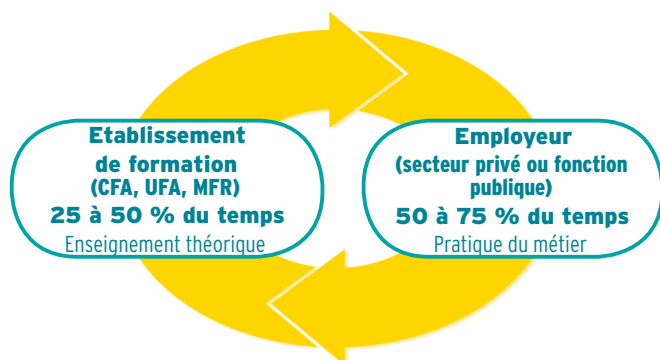 Etablissement
de formation
(CFA, UFA, MFR)
25 à 50 % du temps
Enseignement théorique
Employeur
(secteur privé ou fonction
publique)
50 à 75 % du temps
Pratique du métier